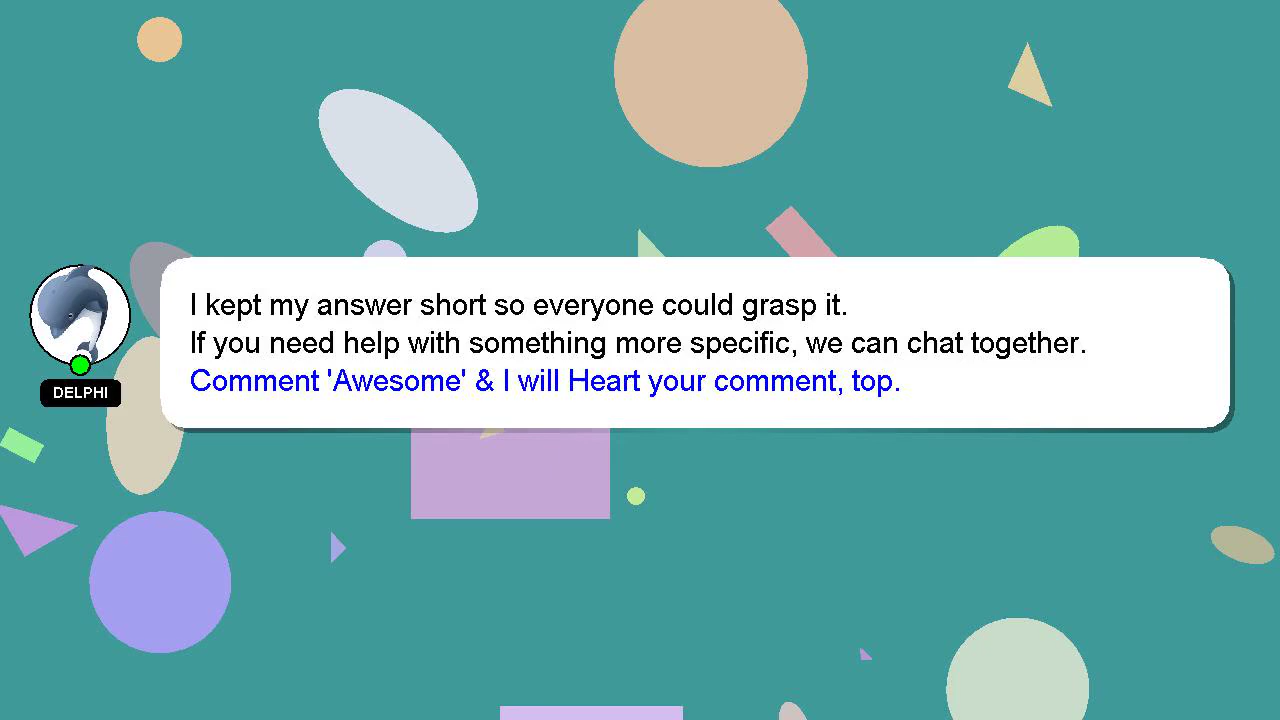 I kept my answer short so everyone could grasp it.
If you need help with something more specific, we can chat together.
Comment 'Awesome' & I will Heart your comment, top.
DELPHI